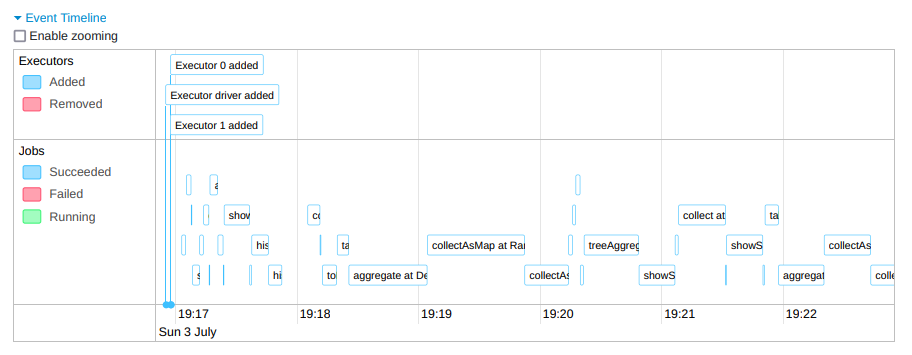 Event Timeline
Enable zooming
Executors
Added
Removed
Executor 0 added
Executor driver added
Executor 1 added
Jobs
Succeeded
Failed
Running
a
show
co
collect at
ta
his
ta
collectAsMap at Ra
treeAggreg
showS
collectAs
s
hi
to
aggregate at De
collectAs
showS
aggregat
colle
19:17
19:18
19:19
19:20
19:21
19:22
Sun 3 July